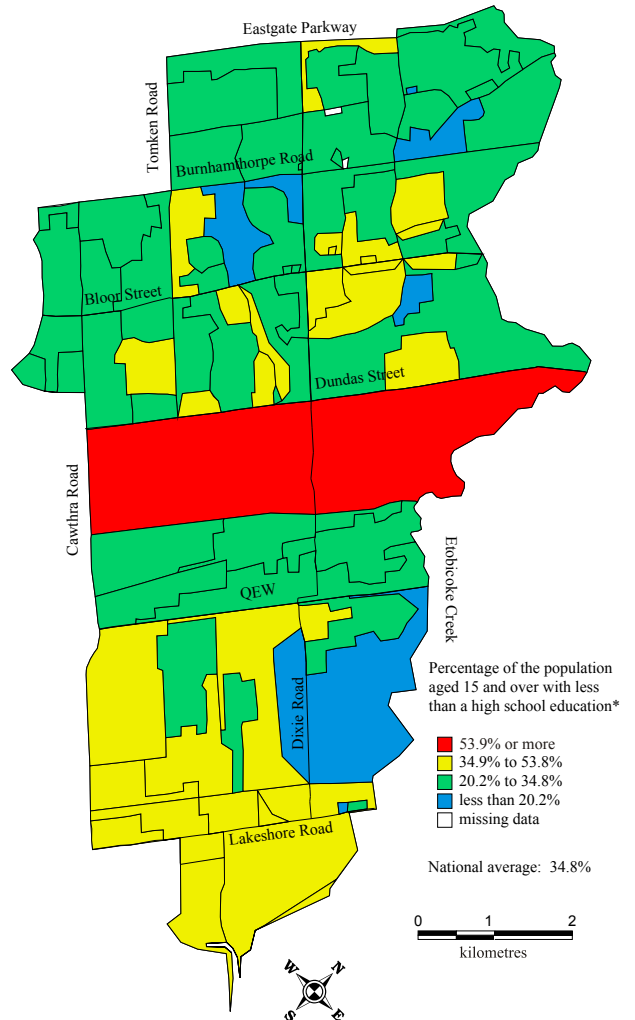 Eastgate Parkway
Tomken Road
Burnhamthorpe Road
Bloor Street
Dundas Street
Cawthra Road
Etobicoke Creek
QEW
Dixie Road
Lakeshore Road
Percentage of the population
aged 15 and over with less
than a high school education*
53.9% or more
34.9% to 53.8%
20.2% to 34.8%
less than 20.2%
missing data
National average: 34.8%
0 1 2
kilometres
W N
S E